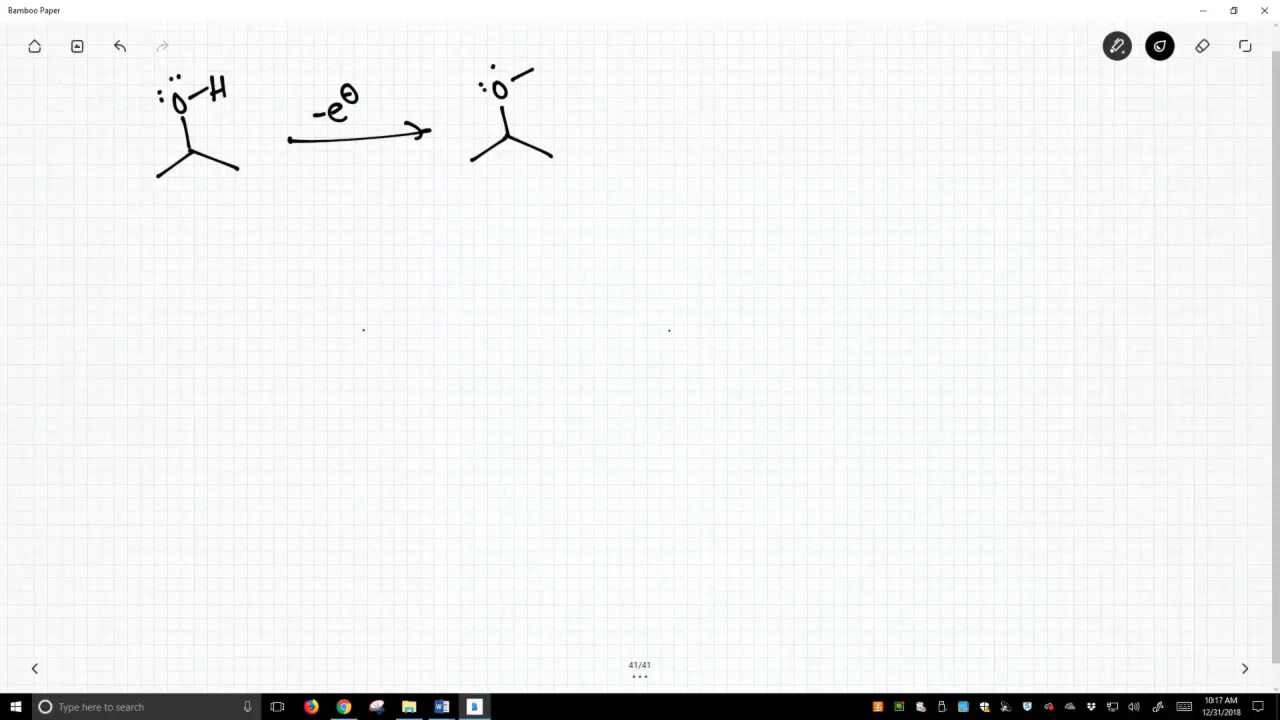 Bamboo Paper
:Ö—H
-e⊖
:Ȯ
41/41
Type here to search
10:17 AM
12/31/2018